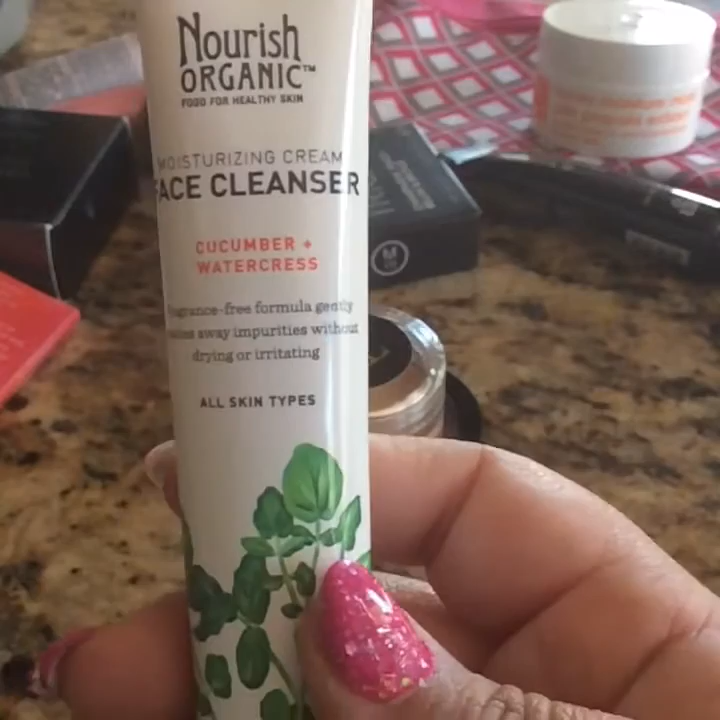 Nourish
ORGANIC™
FOOD FOR HEALTHY SKIN
MOISTURIZING CREAM
FACE CLEANSER
CUCUMBER +
WATERCRESS
fragrance-free formula gently
away impurities without
drying or irritating
ALL SKIN TYPES